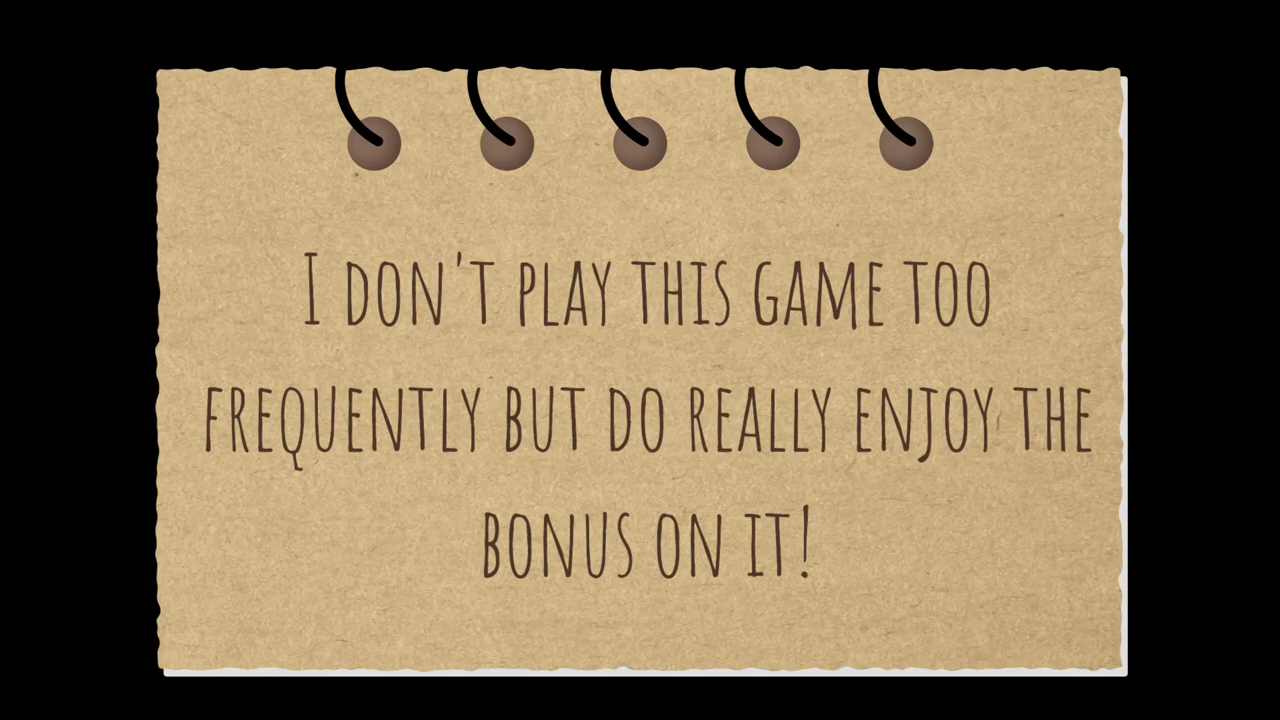 I DON'T PLAY THIS GAME TOO
FREQUENTLY BUT DO REALLY ENJOY THE
BONUS ON IT!